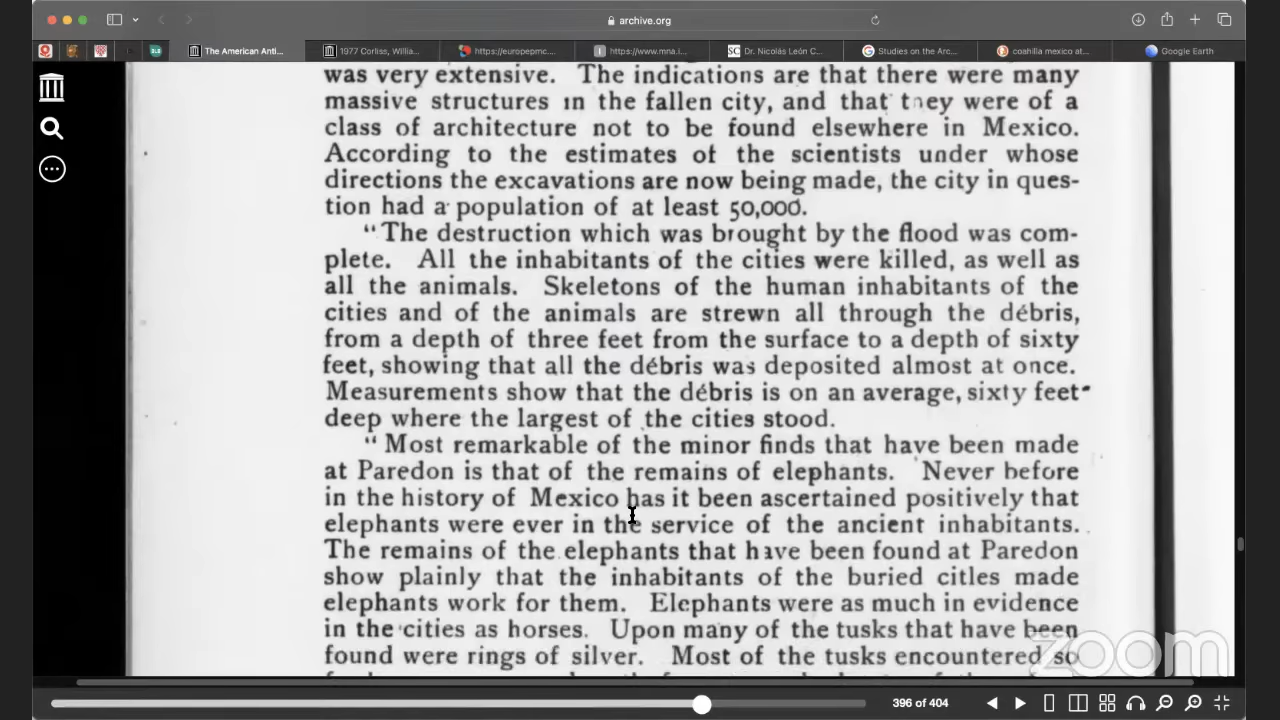 archive.org
The American Anti...
1977 Corliss, Willia...
https://europepmc....
https://www.mna.i...
Dr. Nicolás León C...
Studies on the Arc...
coahilla mexico at...
Google Earth
was very extensive. The indications are that there were many
massive structures in the fallen city, and that they were of a
class of architecture not to be found elsewhere in Mexico.
According to the estimates of the scientists under whose
directions the excavations are now being made, the city in ques-
tion had a population of at least 50,000.
"The destruction which was brought by the flood was com-
plete. All the inhabitants of the cities were killed, as well as
all the animals. Skeletons of the human inhabitants of the
cities and of the animals are strewn all through the débris,
from a depth of three feet from the surface to a depth of sixty
feet, showing that all the débris was deposited almost at once.
Measurements show that the débris is on an average, sixty feet
deep where the largest of the cities stood.
"Most remarkable of the minor finds that have been made
at Paredon is that of the remains of elephants. Never before
in the history of Mexico has it been ascertained positively that
elephants were ever in the service of the ancient inhabitants.
The remains of the elephants that have been found at Paredon
show plainly that the inhabitants of the buried cities made
elephants work for them. Elephants were as much in evidence
in the cities as horses. Upon many of the tusks that have been
found were rings of silver. Most of the tusks encountered so
zoom
396 of 404